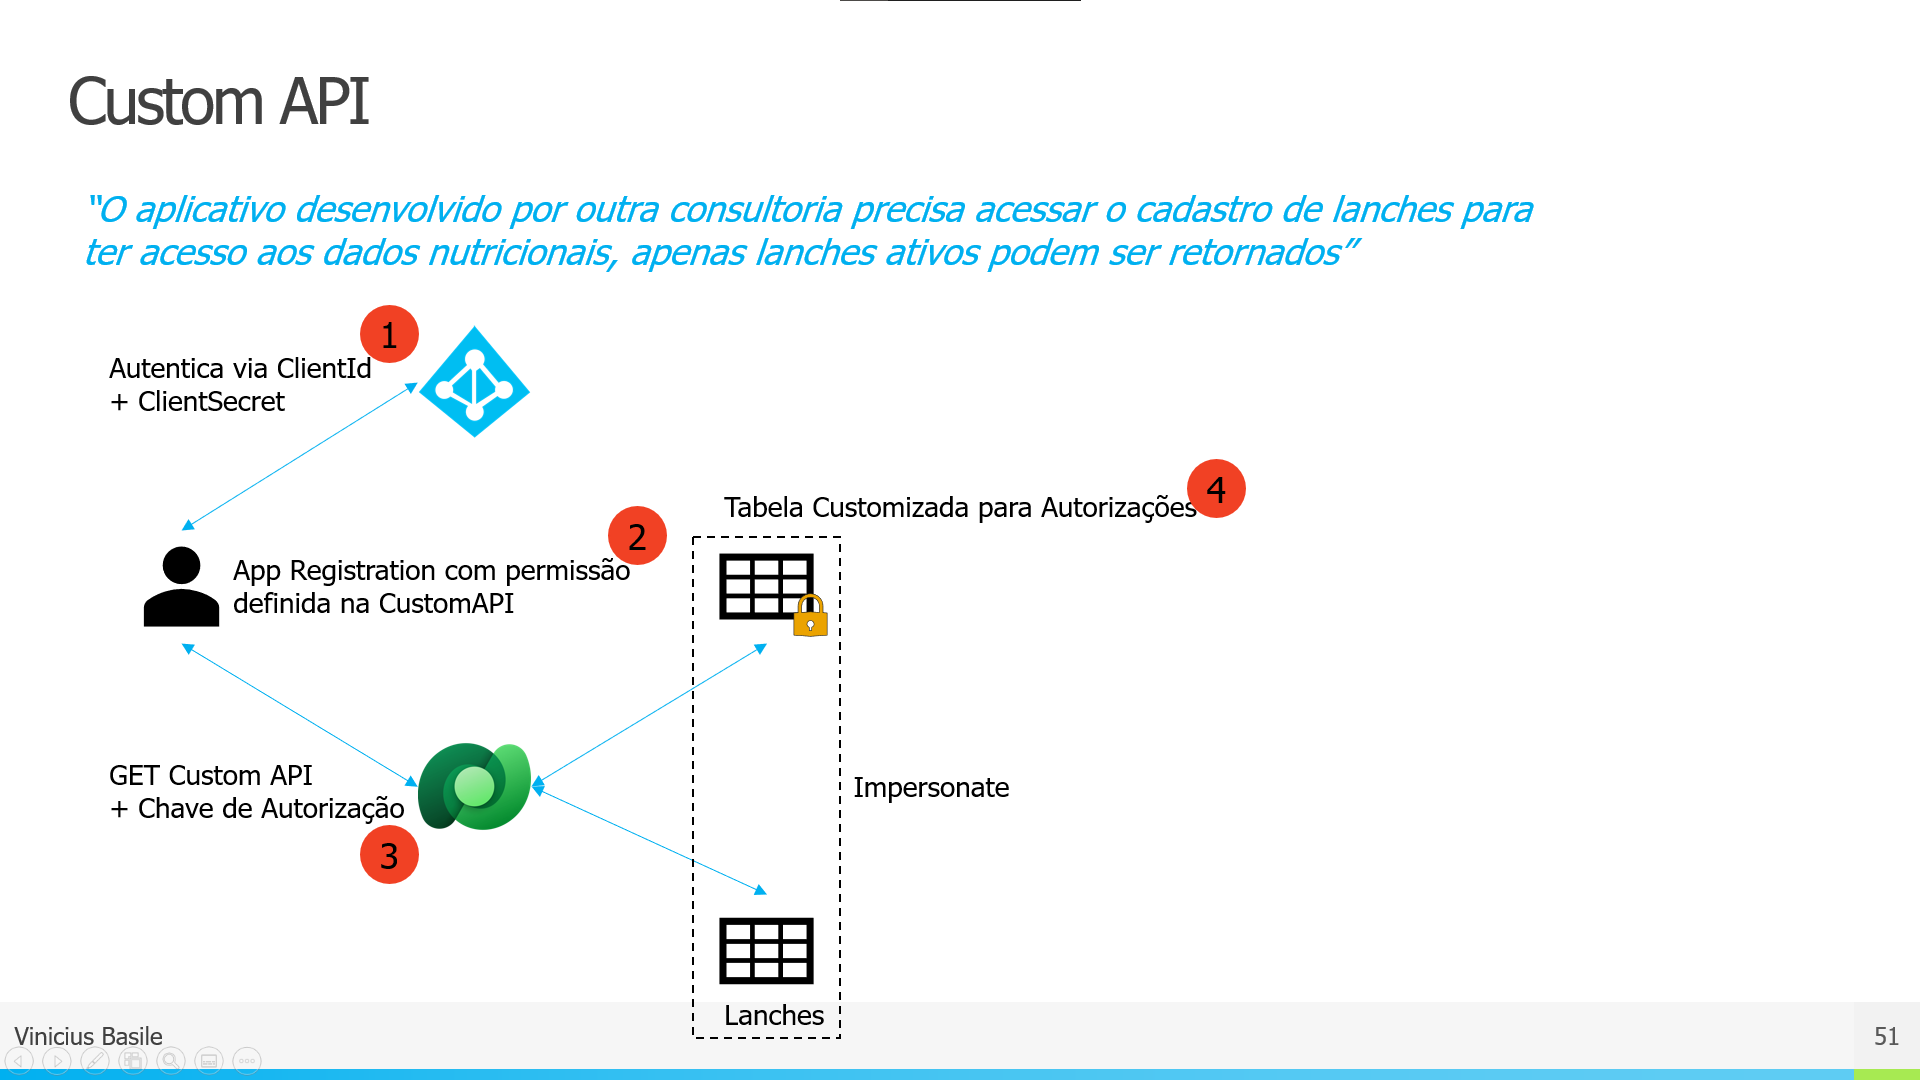 Custom API
“O aplicativo desenvolvido por outra consultoria precisa acessar o cadastro de lanches para
ter acesso aos dados nutricionais, apenas lanches ativos podem ser retornados”
1
Autentica via ClientId
+ ClientSecret
4
Tabela Customizada para Autorizações
2
App Registration com permissão
definida na CustomAPI
GET Custom API
+ Chave de Autorização
3
Impersonate
Lanches
Vinicius Basile
51